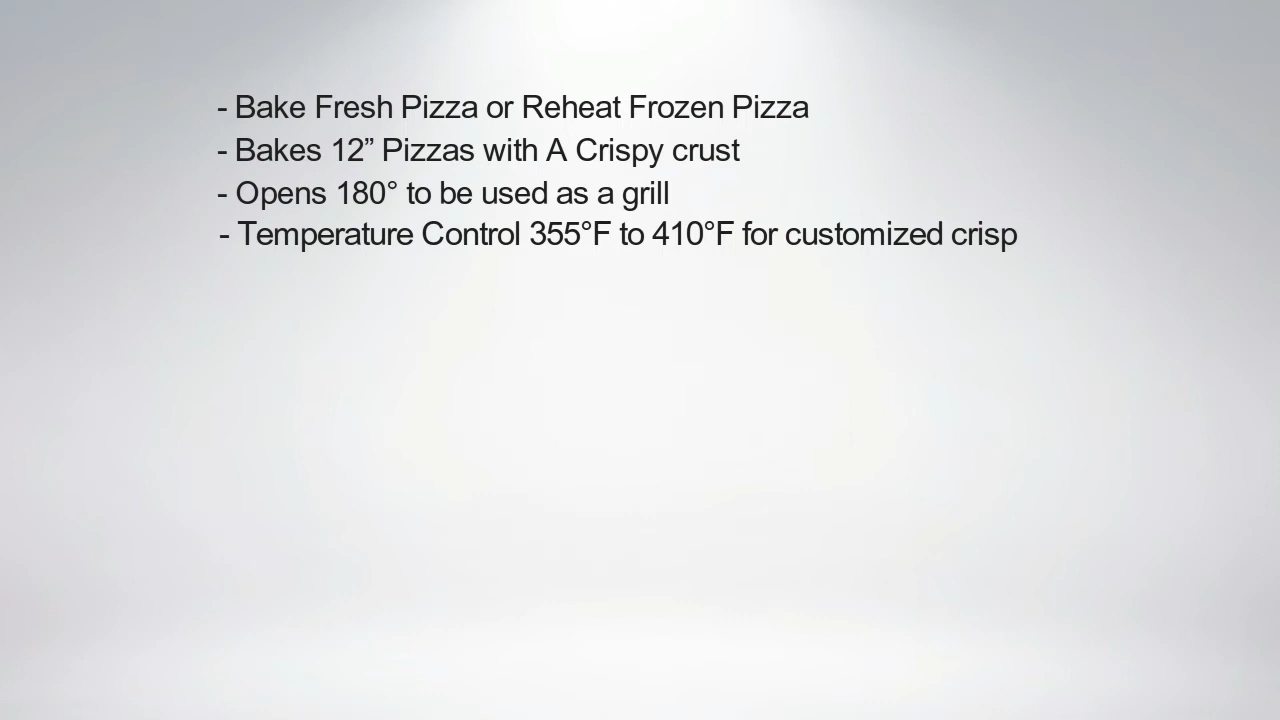 - Bake Fresh Pizza or Reheat Frozen Pizza
- Bakes 12” Pizzas with A Crispy crust
- Opens 180° to be used as a grill
- Temperature Control 355°F to 410°F for customized crisp